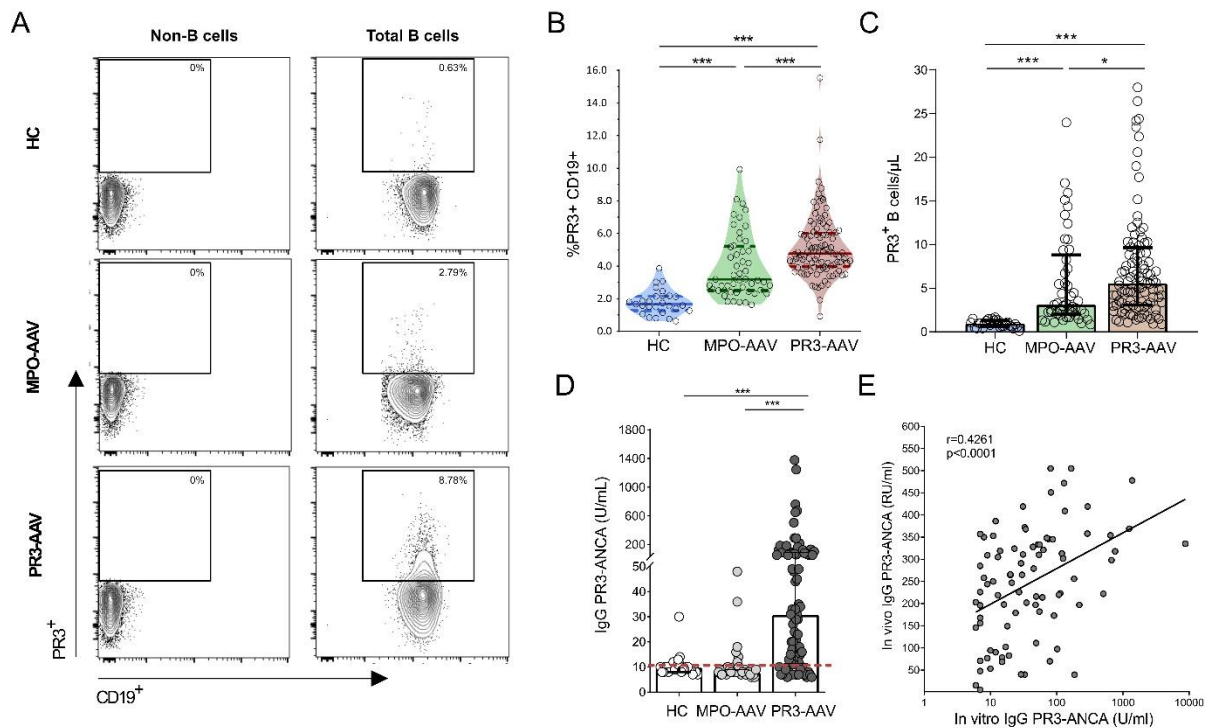 A
Non-B cells
Total B cells
HC
0%
0.63%
MPO-AAV
0%
2.79%
PR3-AAV
0%
8.78%
PR3+
CD19+
B
***
*** ***
%PR3+ CD19+
16.0
14.0
12.0
10.0
8.0
6.0
4.0
2.0
0.0
HC MPO-AAV PR3-AAV
C
***
*** *
PR3+ B cells/μL
30
25
20
15
10
5
0
HC MPO-AAV PR3-AAV
D
***
***
IgG PR3-ANCA (U/mL)
1800
1400
1000
600
200
50
40
30
20
10
0
HC MPO-AAV PR3-AAV
E
r=0.4261
p<0.0001
In vivo IgG PR3-ANCA (RU/ml)
600
550
500
450
400
350
300
250
200
150
100
50
0
1 10 100 1000 10000
In vitro IgG PR3-ANCA (U/ml)